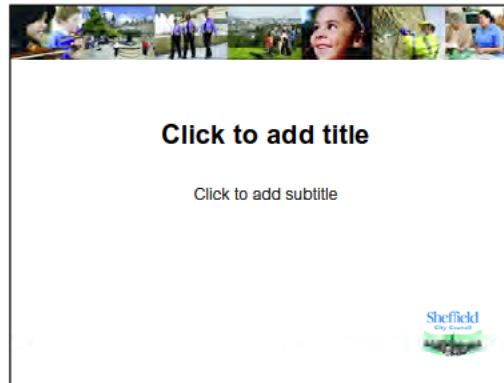 Click to add title
Click to add subtitle
Sheffield
City Council